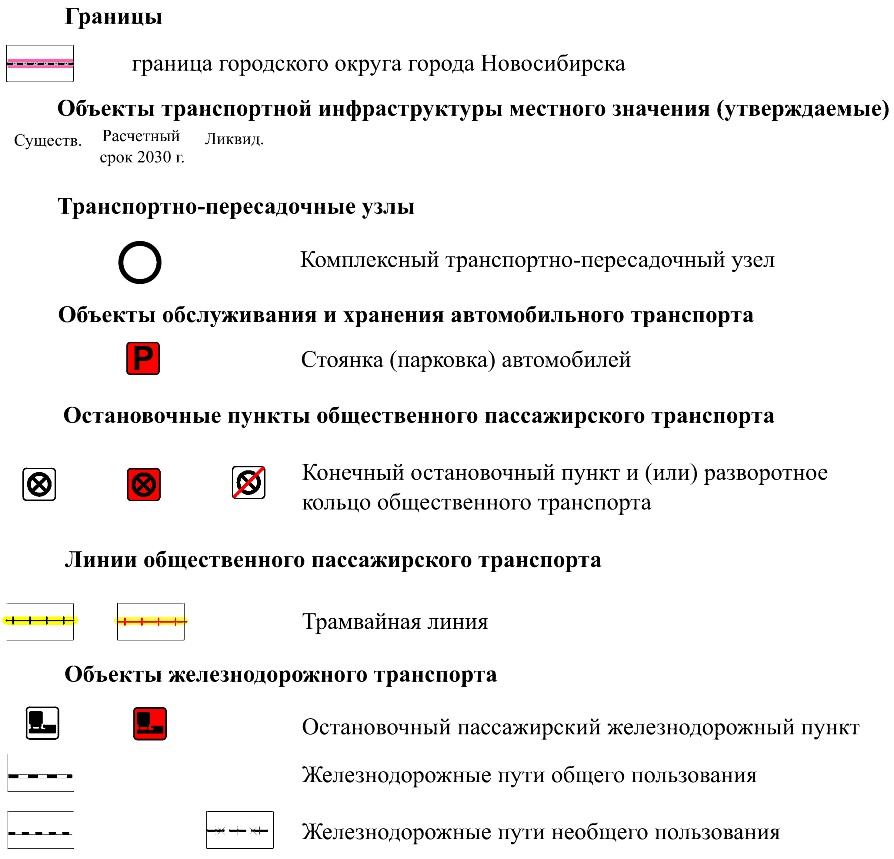 Границы
граница городского округа города Новосибирска
Объекты транспортной инфраструктуры местного значения (утверждаемые)
Существ. Расчетный срок 2030 г. Ликвид.
Транспортно-пересадочные узлы
Комплексный транспортно-пересадочный узел
Объекты обслуживания и хранения автомобильного транспорта
P Стоянка (парковка) автомобилей
Остановочные пункты общественного пассажирского транспорта
Конечный остановочный пункт и (или) разворотное
кольцо общественного транспорта
Линии общественного пассажирского транспорта
Трамвайная линия
Объекты железнодорожного транспорта
Остановочный пассажирский железнодорожный пункт
Железнодорожные пути общего пользования
Железнодорожные пути необщего пользования